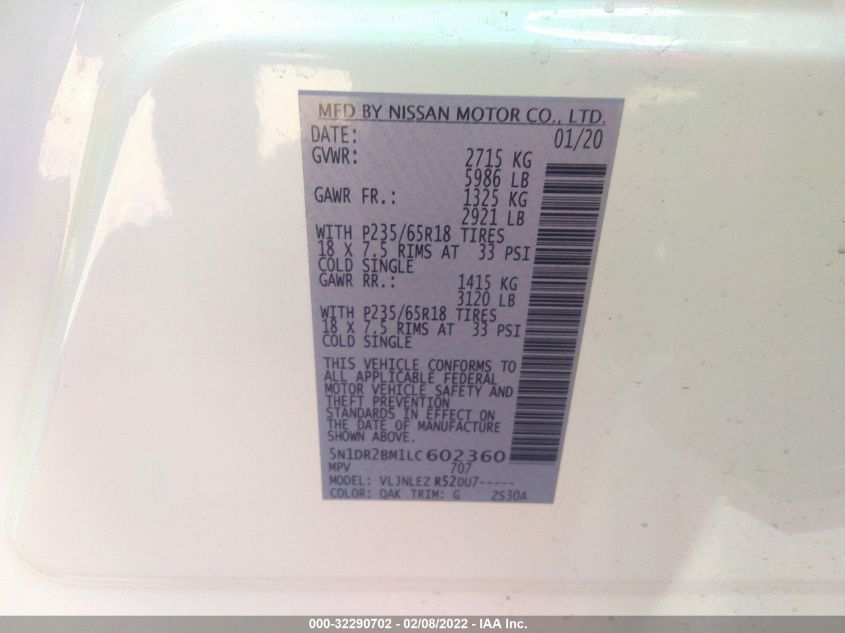 MFD BY NISSAN MOTOR CO., LTD.
DATE: 01/20
GVWR: 2715 KG
5986 LB
GAWR FR.: 1325 KG
2921 LB
WITH P235/65R18 TIRES
18 X 7.5 RIMS AT 33 PSI
COLD SINGLE
GAWR RR.: 1415 KG
3120 LB
WITH P235/65R18 TIRES
18 X 7.5 RIMS AT 33 PSI
COLD SINGLE
THIS VEHICLE CONFORMS TO
ALL APPLICABLE FEDERAL
MOTOR VEHICLE SAFETY AND
THEFT PREVENTION
STANDARDS IN EFFECT ON
THE DATE OF MANUFACTURE
SHOWN ABOVE.
5N1DR2BM1LC602360
MPV 707
MODEL: VLJNLEZ R52DU7-----
COLOR: QAK TRIM: G ZS30A
000-32290702 - 02/08/2022 - IAA Inc.